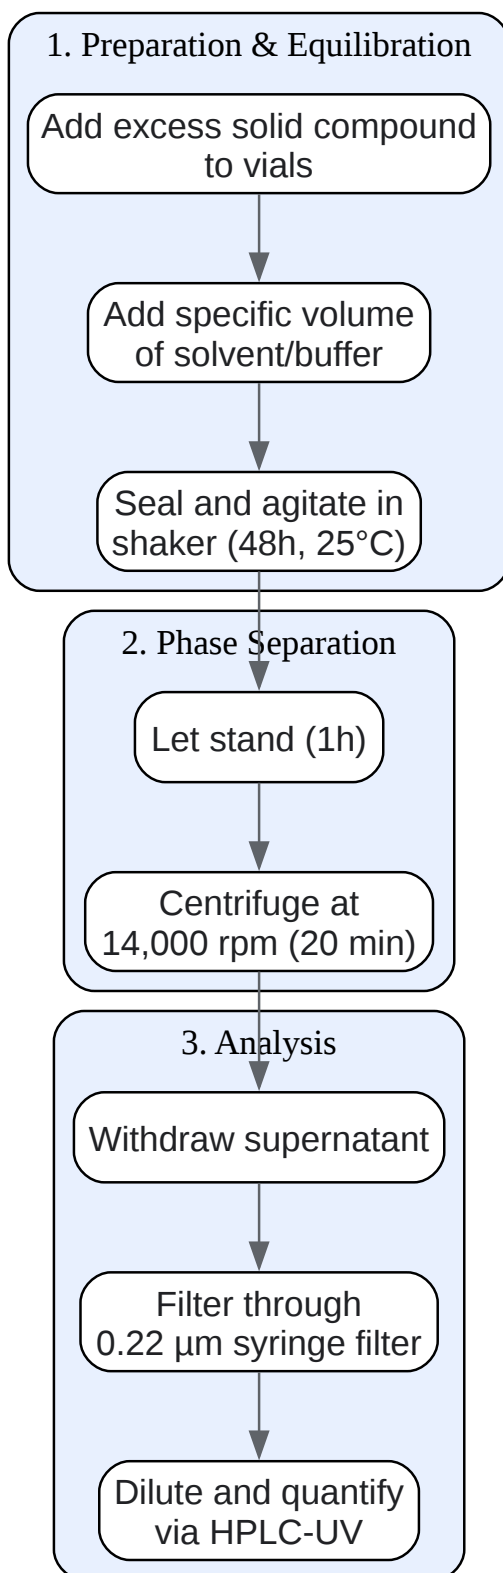 1. Preparation & Equilibration
Add excess solid compound
to vials
Add specific volume
of solvent/buffer
Seal and agitate in
shaker (48h, 25°C)
2. Phase Separation
Let stand (1h)
Centrifuge at
14,000 rpm (20 min)
3. Analysis
Withdraw supernatant
Filter through
0.22 µm syringe filter
Dilute and quantify
via HPLC-UV